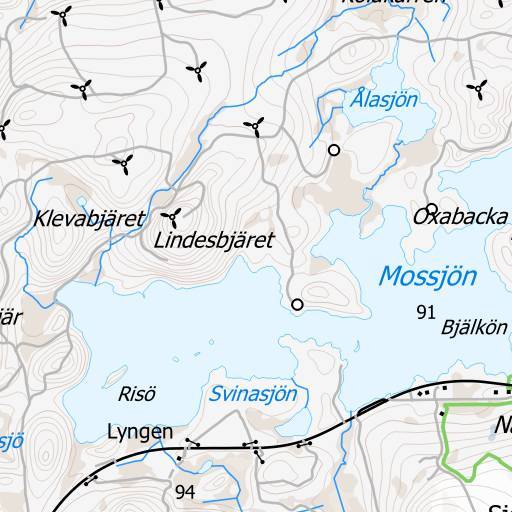 Ålasjön
Klevabjäret
Oxabacka
Lindesbjäret
Mossjön
91
Bjälkön
Risö
Svinasjön
Lyngen
94